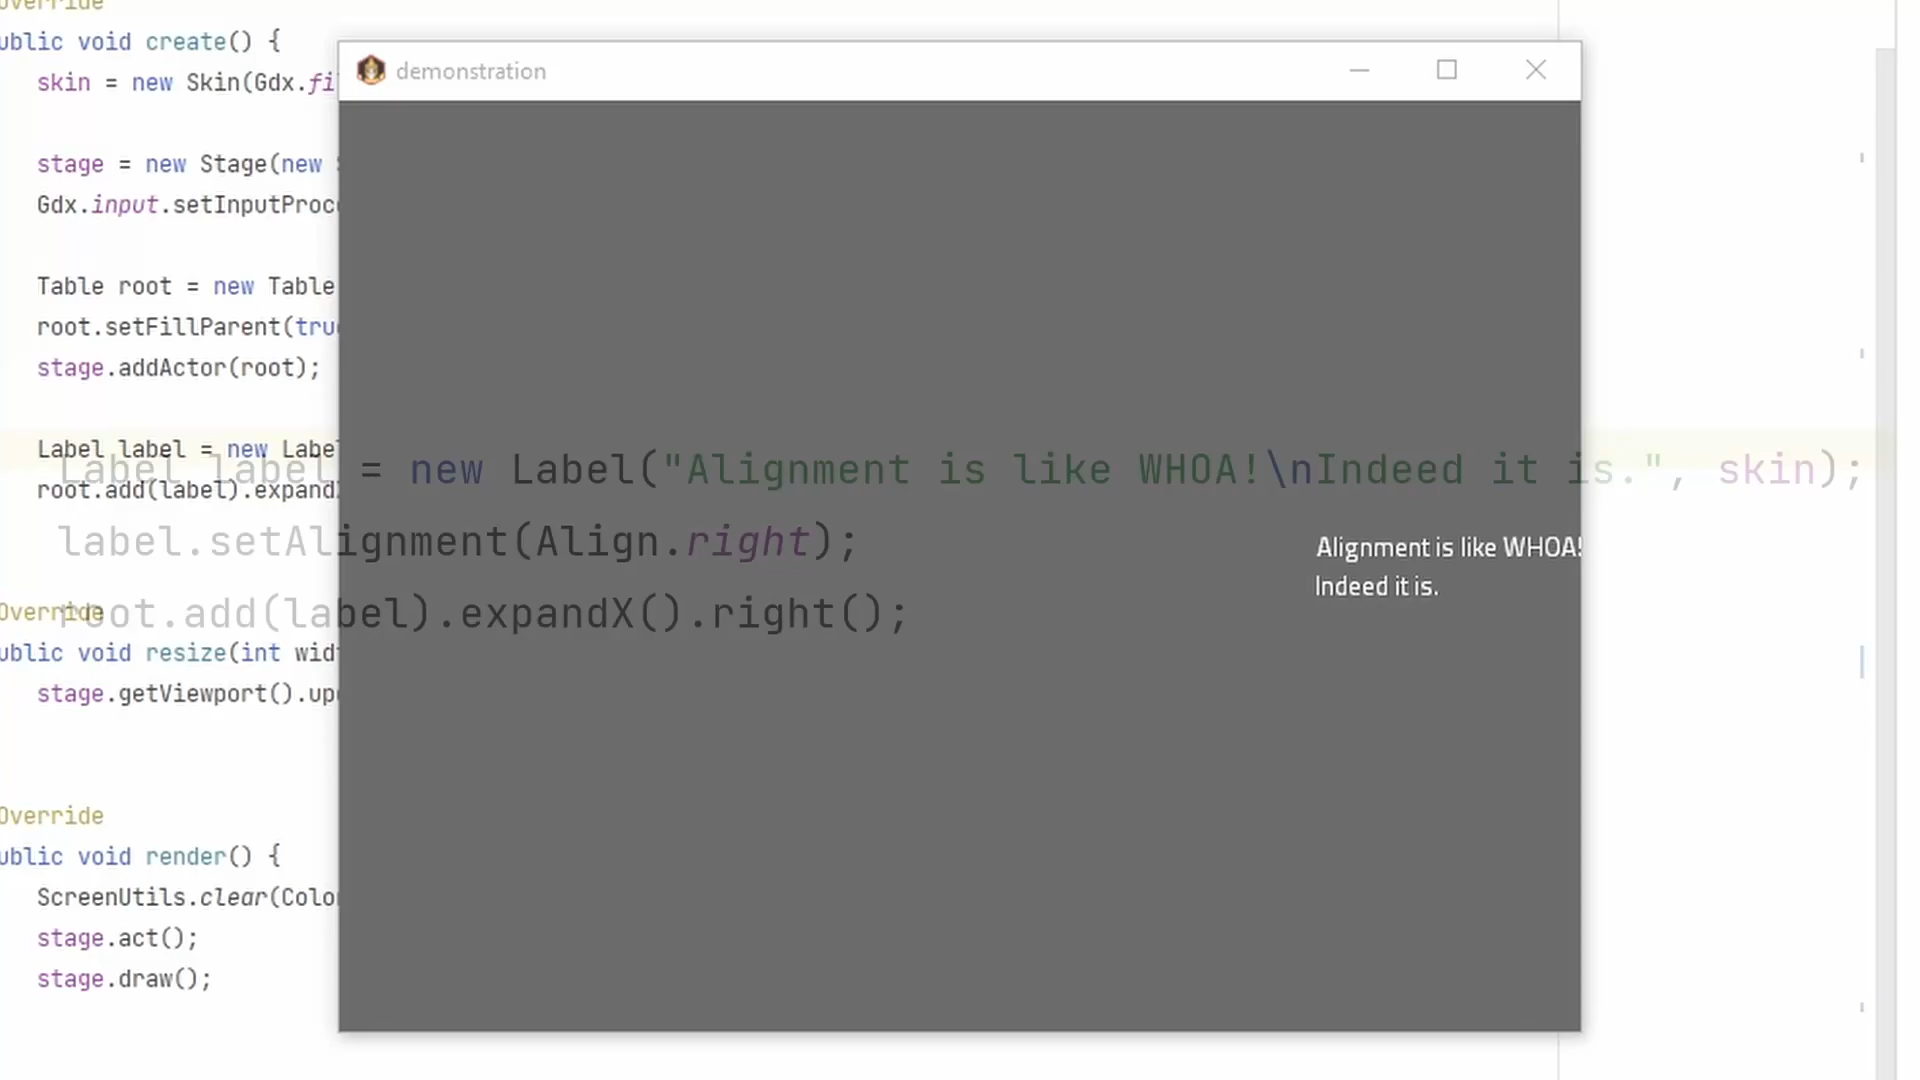 Override
ublic void create() {
skin = new Skin(Gdx.fi
stage = new Stage(new
Gdx.input.setInputProc
Table root = new Table
root.setFillParent(tru
stage.addActor(root);
Label label = new Labe
root.add(label).expand
Override
ublic void resize(int wid
stage.getViewport().up
Override
ublic void render() {
ScreenUtils.clear(Colo
stage.act();
stage.draw();
demonstration
Label label = new Label("Alignment is like WHOA!\nIndeed it is.", skin);
label.setAlignment(Align.right);
root.add(label).expandX().right();
Alignment is like WHOA!
Indeed it is.